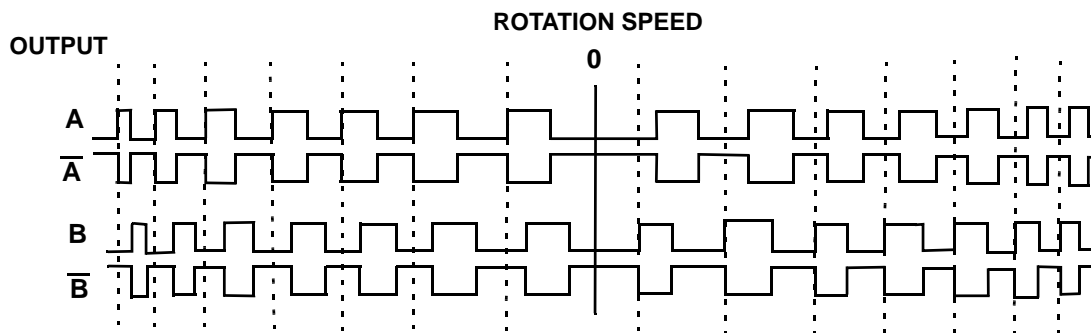 ROTATION SPEED
OUTPUT
0
A
A̅
B
B̅